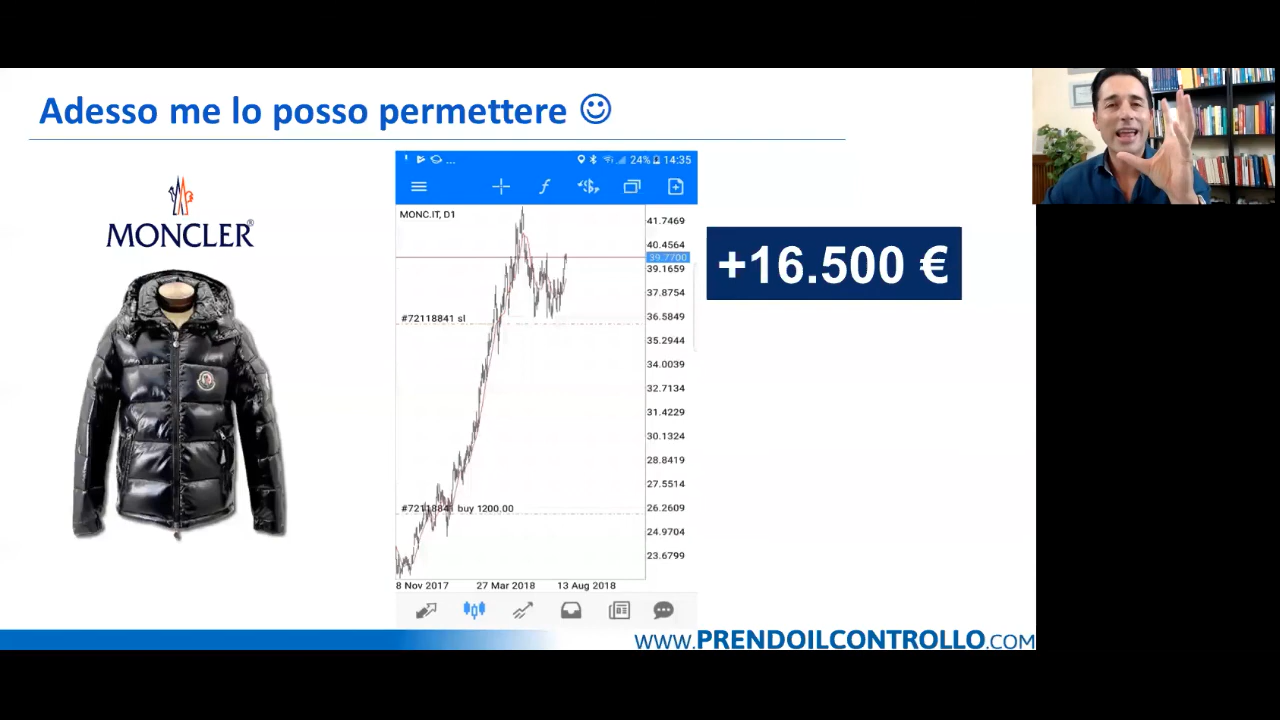 Adesso me lo posso permettere ☺
MONCLER®
... 24% 14:35
MONC.IT, D1
41.7469
40.4564
39.7700
39.1659
37.8754
36.5849
35.2944
34.0039
32.7134
31.4229
30.1324
28.8419
27.5514
26.2609
24.9704
23.6799
#72118841 sl
#72118841 buy 1200.00
8 Nov 2017 27 Mar 2018 13 Aug 2018
+16.500 €
WWW.PRENDOILCONTROLLO.COM